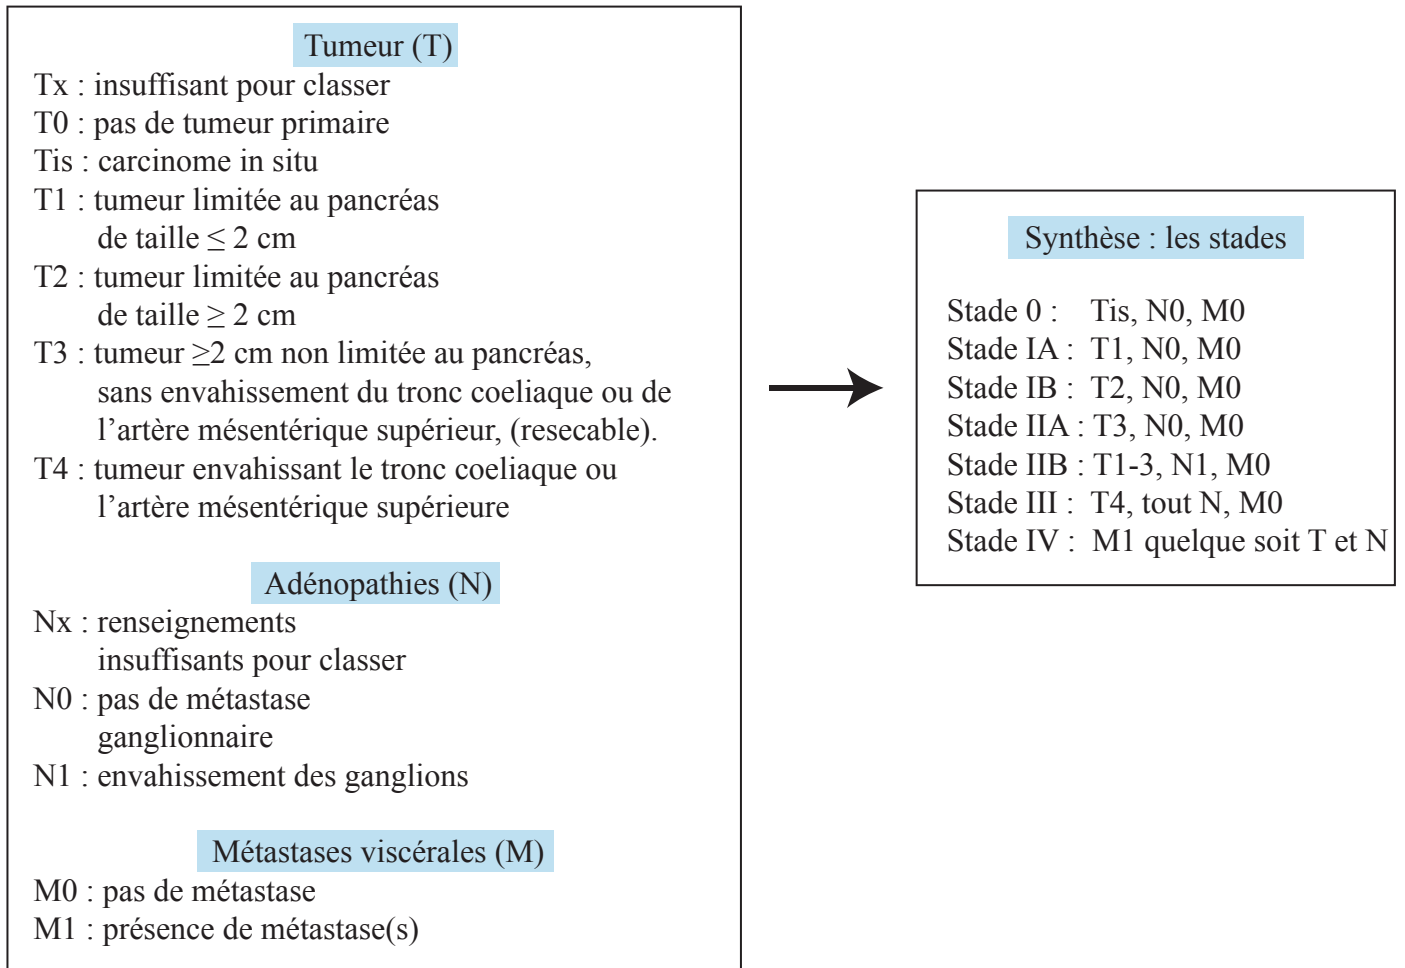 Tumeur (T)
Tx : insuffisant pour classer
T0 : pas de tumeur primaire
Tis : carcinome in situ
T1 : tumeur limitée au pancréas
de taille ≤ 2 cm
T2 : tumeur limitée au pancréas
de taille ≥ 2 cm
T3 : tumeur ≥2 cm non limitée au pancréas,
sans envahissement du tronc coeliaque ou de
l’artère mésentérique supérieur, (resecable).
T4 : tumeur envahissant le tronc coeliaque ou
l’artère mésentérique supérieure
Adénopathies (N)
Nx : renseignements
insuffisants pour classer
N0 : pas de métastase
ganglionnaire
N1 : envahissement des ganglions
Métastases viscérales (M)
M0 : pas de métastase
M1 : présence de métastase(s)
Synthèse : les stades
Stade 0 : Tis, N0, M0
Stade IA : T1, N0, M0
Stade IB : T2, N0, M0
Stade IIA : T3, N0, M0
Stade IIB : T1-3, N1, M0
Stade III : T4, tout N, M0
Stade IV : M1 quelque soit T et N